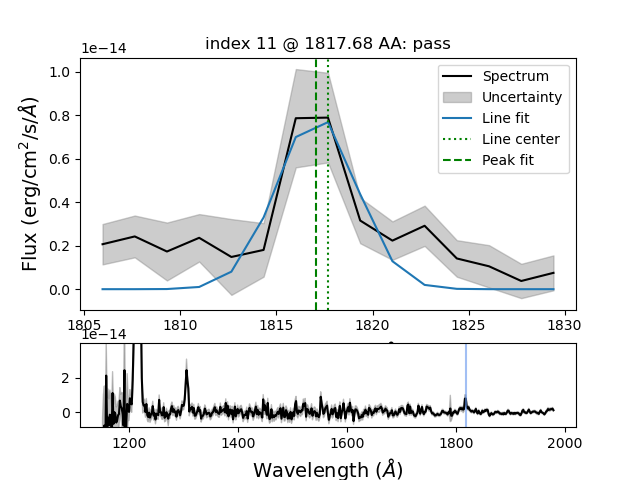 index 11 @ 1817.68 AA: pass
1e−14
Flux (erg/cm²/s/Å)
1.0
0.8
0.6
0.4
0.2
0.0
Spectrum
Uncertainty
Line fit
Line center
Peak fit
1805 1810 1815 1820 1825 1830
1e−14
2
0
1200 1400 1600 1800 2000
Wavelength (Å)